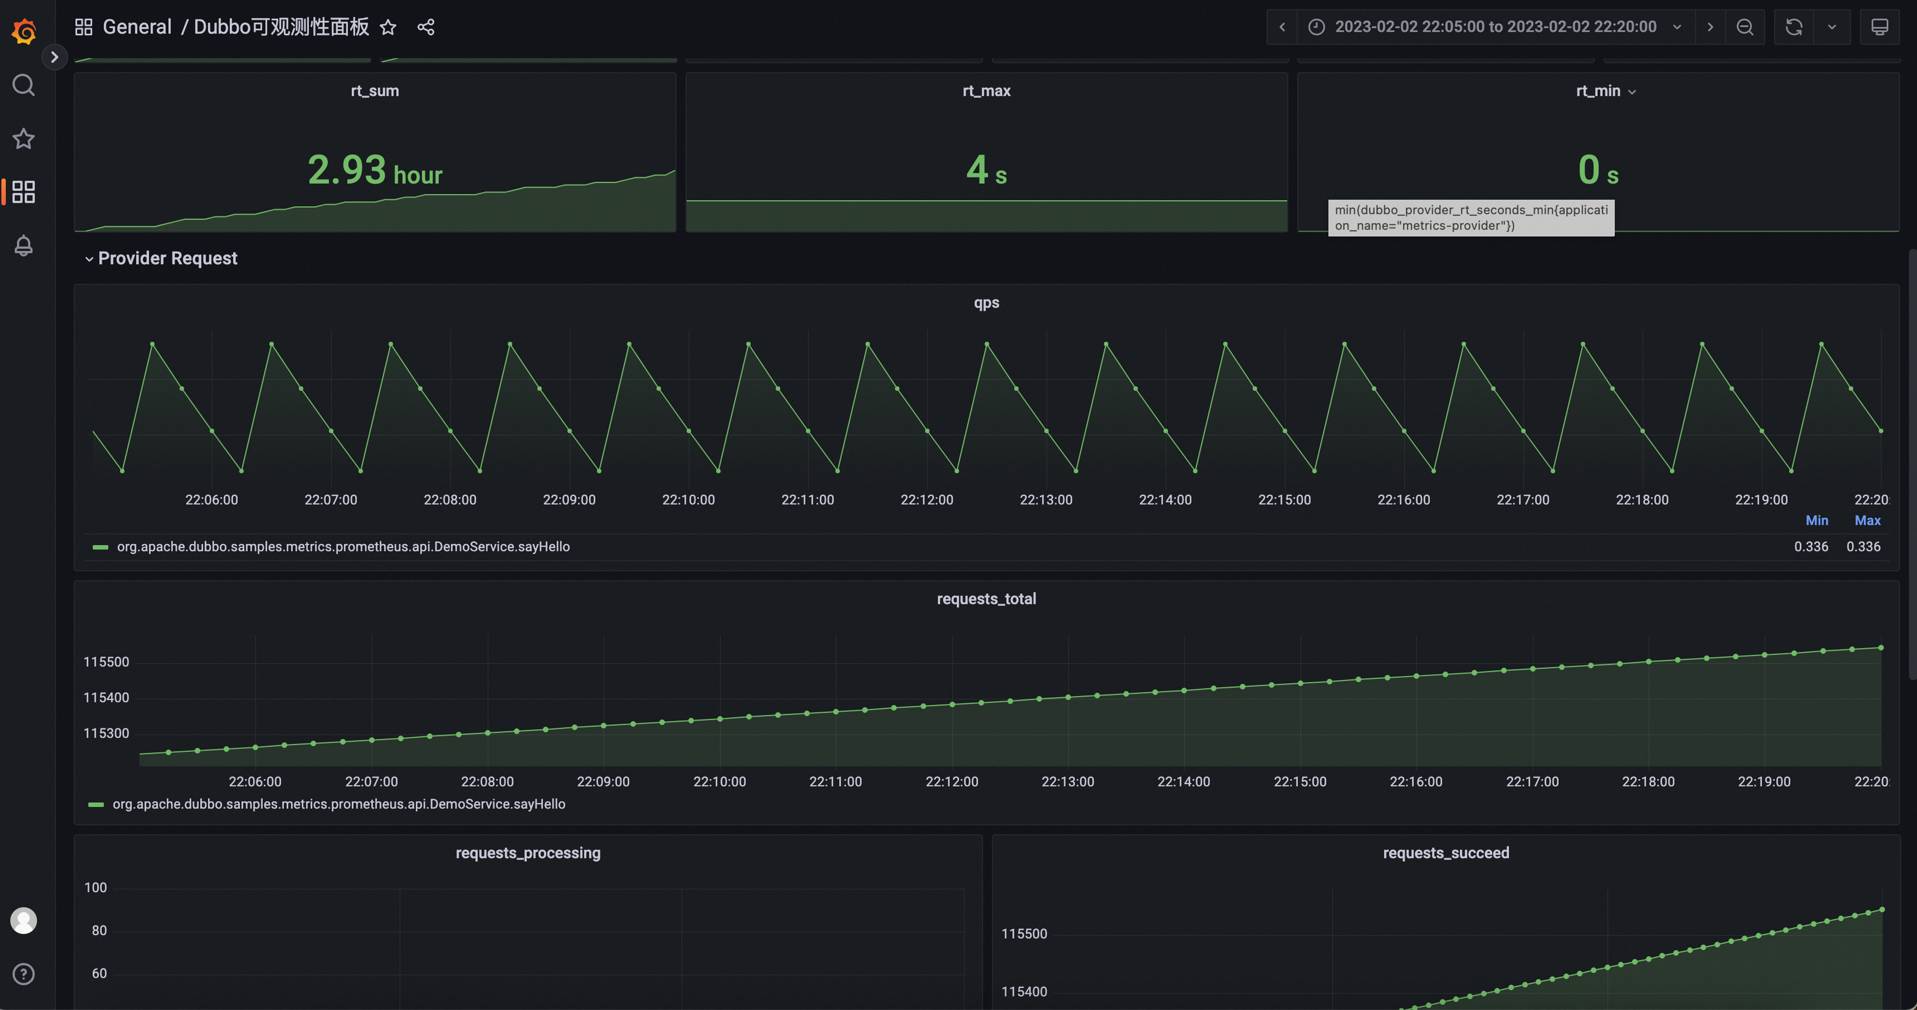 General / Dubbo可观测性面板
2023-02-02 22:05:00 to 2023-02-02 22:20:00
rt_sum
2.93 hour
rt_max
4 s
rt_min
0 s
min(dubbo_provider_rt_seconds_min{applicati
on_name="metrics-provider"})
Provider Request
qps
22:06:00 22:07:00 22:08:00 22:09:00 22:10:00 22:11:00 22:12:00 22:13:00 22:14:00 22:15:00 22:16:00 22:17:00 22:18:00 22:19:00 22:20:
Min Max
org.apache.dubbo.samples.metrics.prometheus.api.DemoService.sayHello 0.336 0.336
requests_total
115500
115400
115300
22:06:00 22:07:00 22:08:00 22:09:00 22:10:00 22:11:00 22:12:00 22:13:00 22:14:00 22:15:00 22:16:00 22:17:00 22:18:00 22:19:00 22:20:
org.apache.dubbo.samples.metrics.prometheus.api.DemoService.sayHello
requests_processing
100
80
60
requests_succeed
115500
115400